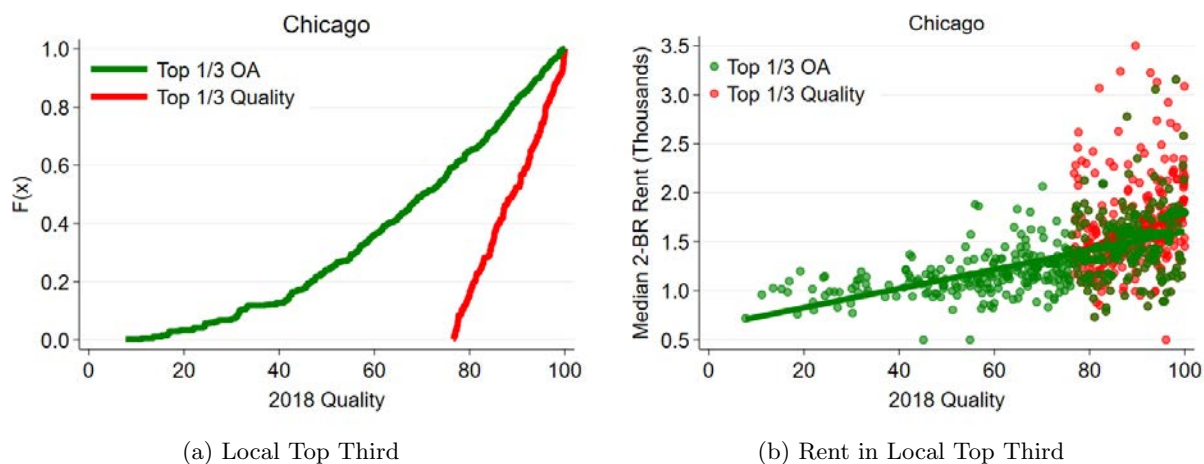 Chicago
Top 1/3 OA
Top 1/3 Quality
F(x)
1.0
0.8
0.6
0.4
0.2
0.0
0 20 40 60 80 100
2018 Quality
(a) Local Top Third
Chicago
Top 1/3 OA
Top 1/3 Quality
Median 2-BR Rent (Thousands)
3.5
3.0
2.5
2.0
1.5
1.0
0.5
0 20 40 60 80 100
2018 Quality
(b) Rent in Local Top Third